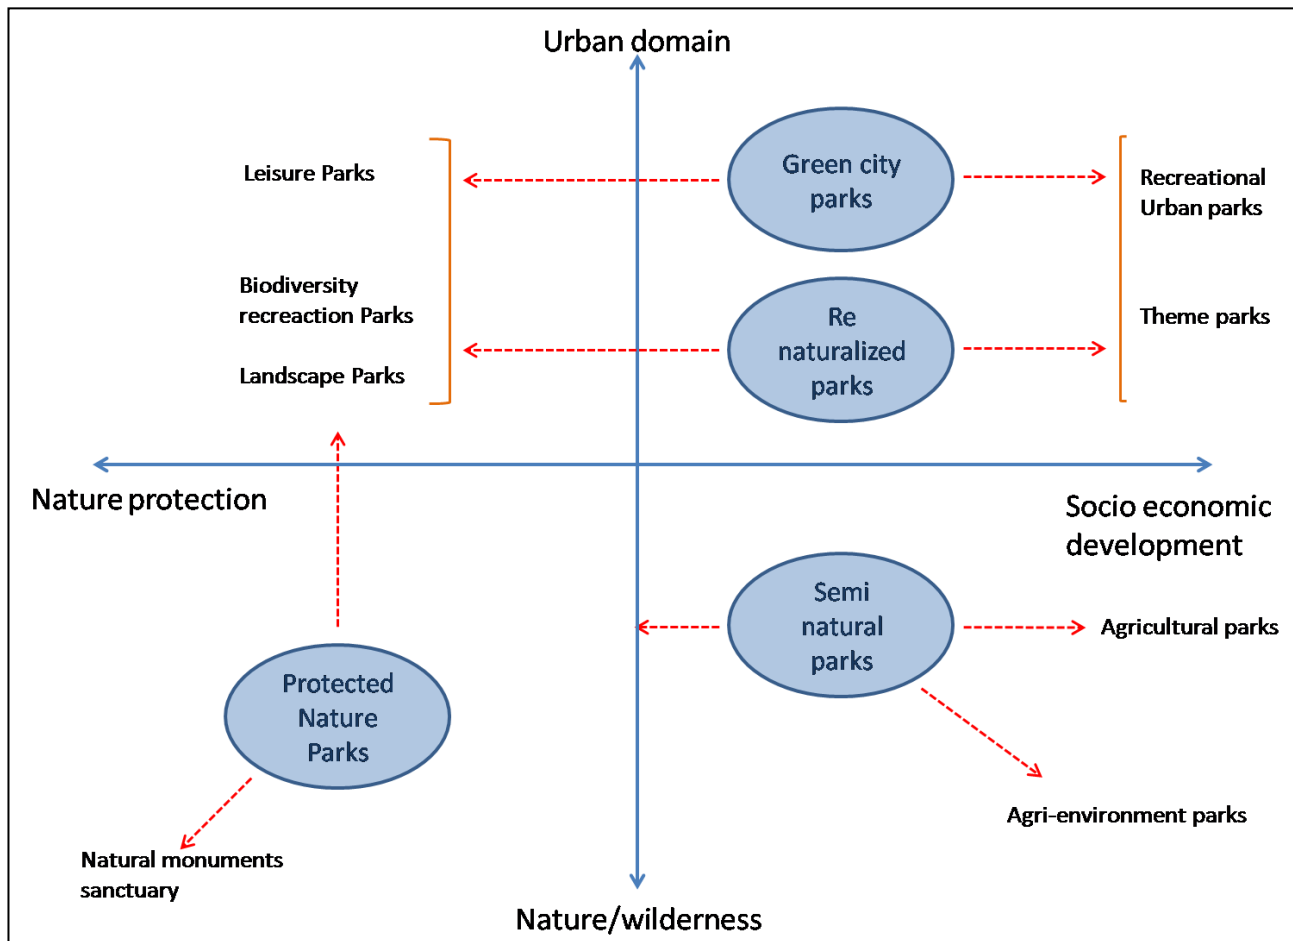 Urban domain
Leisure Parks
Green city
parks
Recreational
Urban parks
Biodiversity
recreaction Parks
Re
naturalized
parks
Theme parks
Landscape Parks
Nature protection
Socio economic
development
Semi
natural
parks
Agricultural parks
Protected
Nature
Parks
Agri-environment parks
Natural monuments
sanctuary
Nature/wilderness